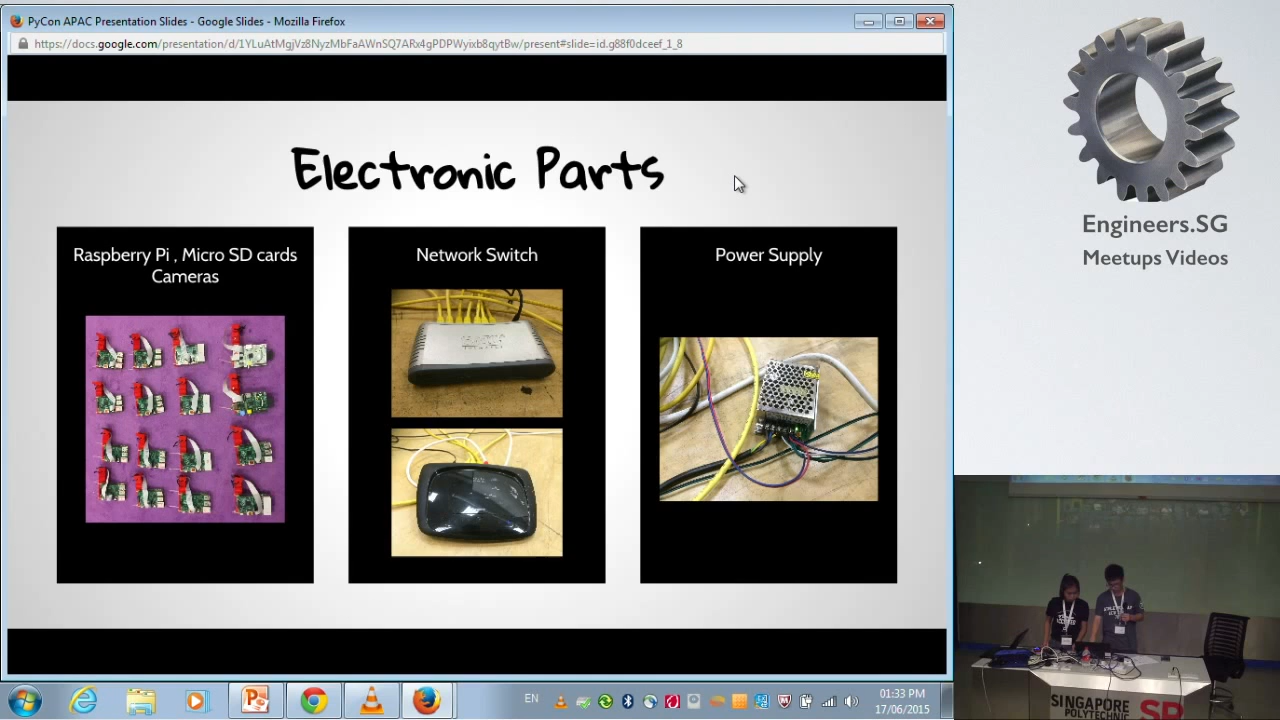 PyCon APAC Presentation Slides - Google Slides - Mozilla Firefox
https://docs.google.com/presentation/d/1YLuAtMgjVz8NyzMbFaAWnSQ7ARx4gPDPWyixb8qytBw/present#slide=id.g88f0dceef_1_8
Electronic Parts
Raspberry Pi , Micro SD cards
Cameras
Network Switch
Power Supply
Engineers.SG
Meetups Videos
SINGAPORE
POLYTECHNIC
SP
EN
01:33 PM
17/06/2015